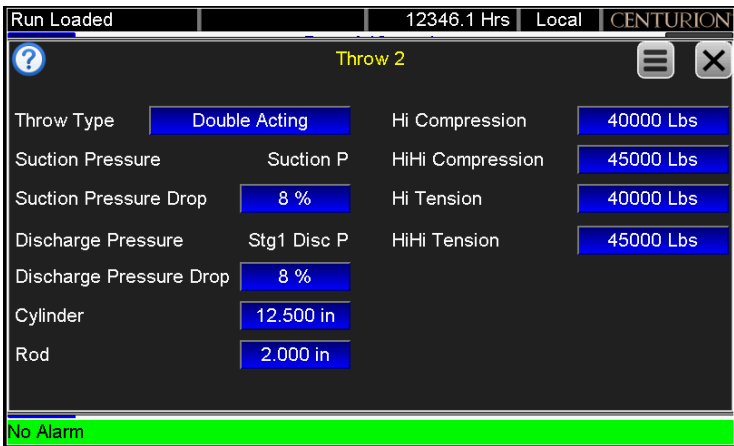 Run Loaded 12346.1 Hrs Local CENTURION
?
Throw 2
Throw Type Double Acting Hi Compression 40000 Lbs
Suction Pressure Suction P HiHi Compression 45000 Lbs
Suction Pressure Drop 8 % Hi Tension 40000 Lbs
Discharge Pressure Stg1 Disc P HiHi Tension 45000 Lbs
Discharge Pressure Drop 8 %
Cylinder 12.500 in
Rod 2.000 in
No Alarm